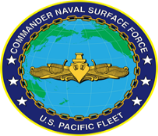 COMMANDER NAVAL SURFACE FORCE
U.S. PACIFIC FLEET